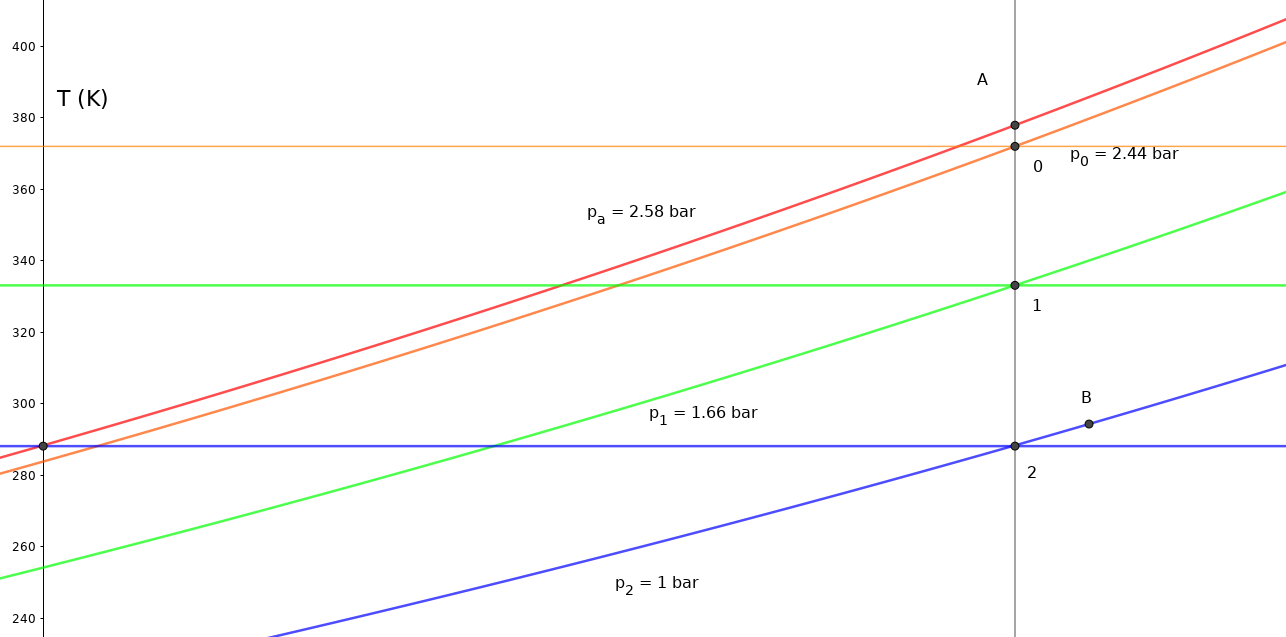 400
A
T (K)
380
p0 = 2.44 bar
0
360
pa = 2.58 bar
340
1
320
B
300
p1 = 1.66 bar
2
280
260
p2 = 1 bar
240